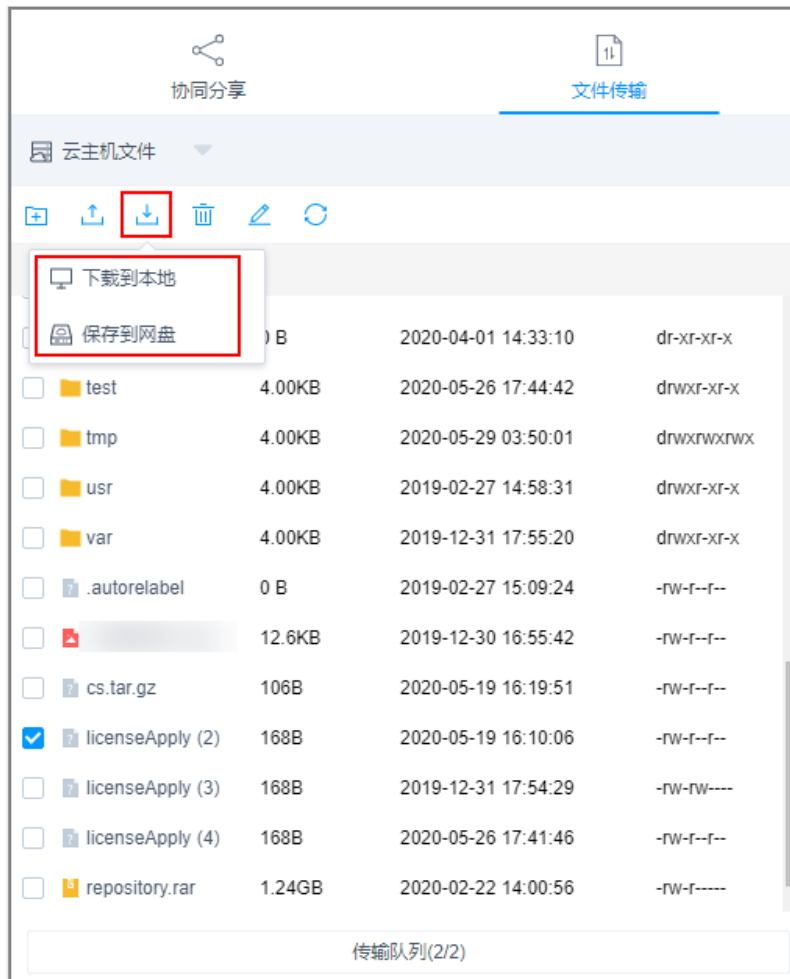 协同分享 文件传输
云主机文件
下载到本地
保存到网盘
B 2020-04-01 14:33:10 dr-xr-xr-x
test 4.00KB 2020-05-26 17:44:42 drwxr-xr-x
tmp 4.00KB 2020-05-29 03:50:01 drwxrwxrwx
usr 4.00KB 2019-02-27 14:58:31 drwxr-xr-x
var 4.00KB 2019-12-31 17:55:20 drwxr-xr-x
.autorelabel 0 B 2019-02-27 15:09:24 -rw-r--r--
12.6KB 2019-12-30 16:55:42 -rw-r--r--
cs.tar.gz 106B 2020-05-19 16:19:51 -rw-r--r--
licenseApply (2) 168B 2020-05-19 16:10:06 -rw-r--r--
licenseApply (3) 168B 2019-12-31 17:54:29 -rw-rw----
licenseApply (4) 168B 2020-05-26 17:41:46 -rw-r--r--
repository.rar 1.24GB 2020-02-22 14:00:56 -rw-r-----
传输队列(2/2)